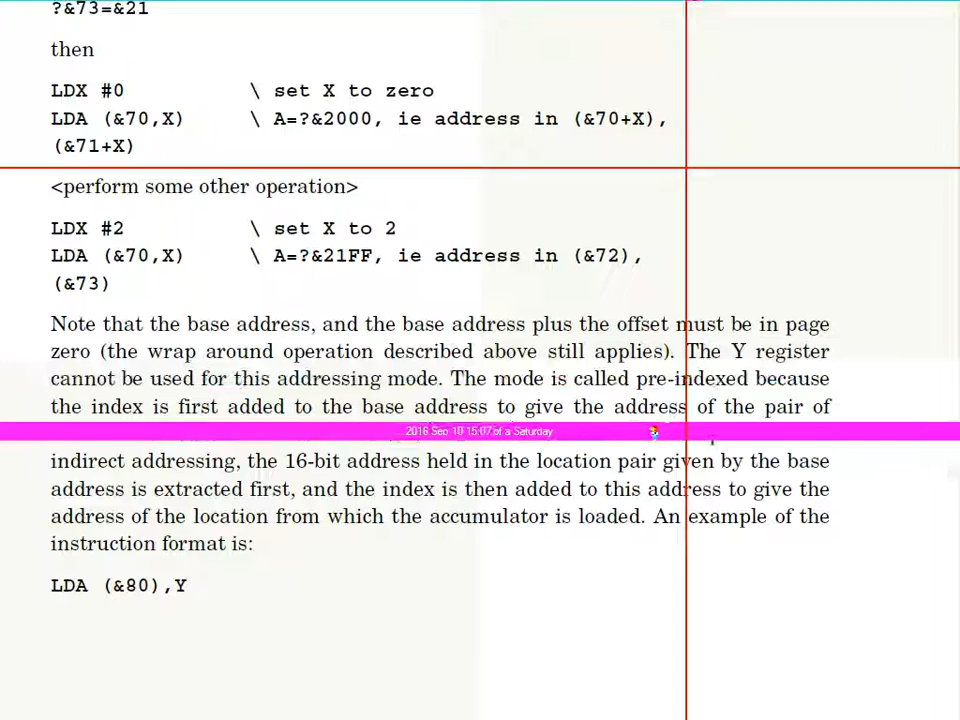 ?&73=&21
then
LDX #0 \ set X to zero
LDA (&70,X) \ A=?&2000, ie address in (&70+X),
(&71+X)
<perform some other operation>
LDX #2 \ set X to 2
LDA (&70,X) \ A=?&21FF, ie address in (&72),
(&73)
Note that the base address, and the base address plus the offset must be in page
zero (the wrap around operation described above still applies). The Y register
cannot be used for this addressing mode. The mode is called pre-indexed because
the index is first added to the base address to give the address of the pair of
2016 Sep 10 15:07 of a Saturday
indirect addressing, the 16-bit address held in the location pair given by the base
address is extracted first, and the index is then added to this address to give the
address of the location from which the accumulator is loaded. An example of the
instruction format is:
LDA (&80),Y